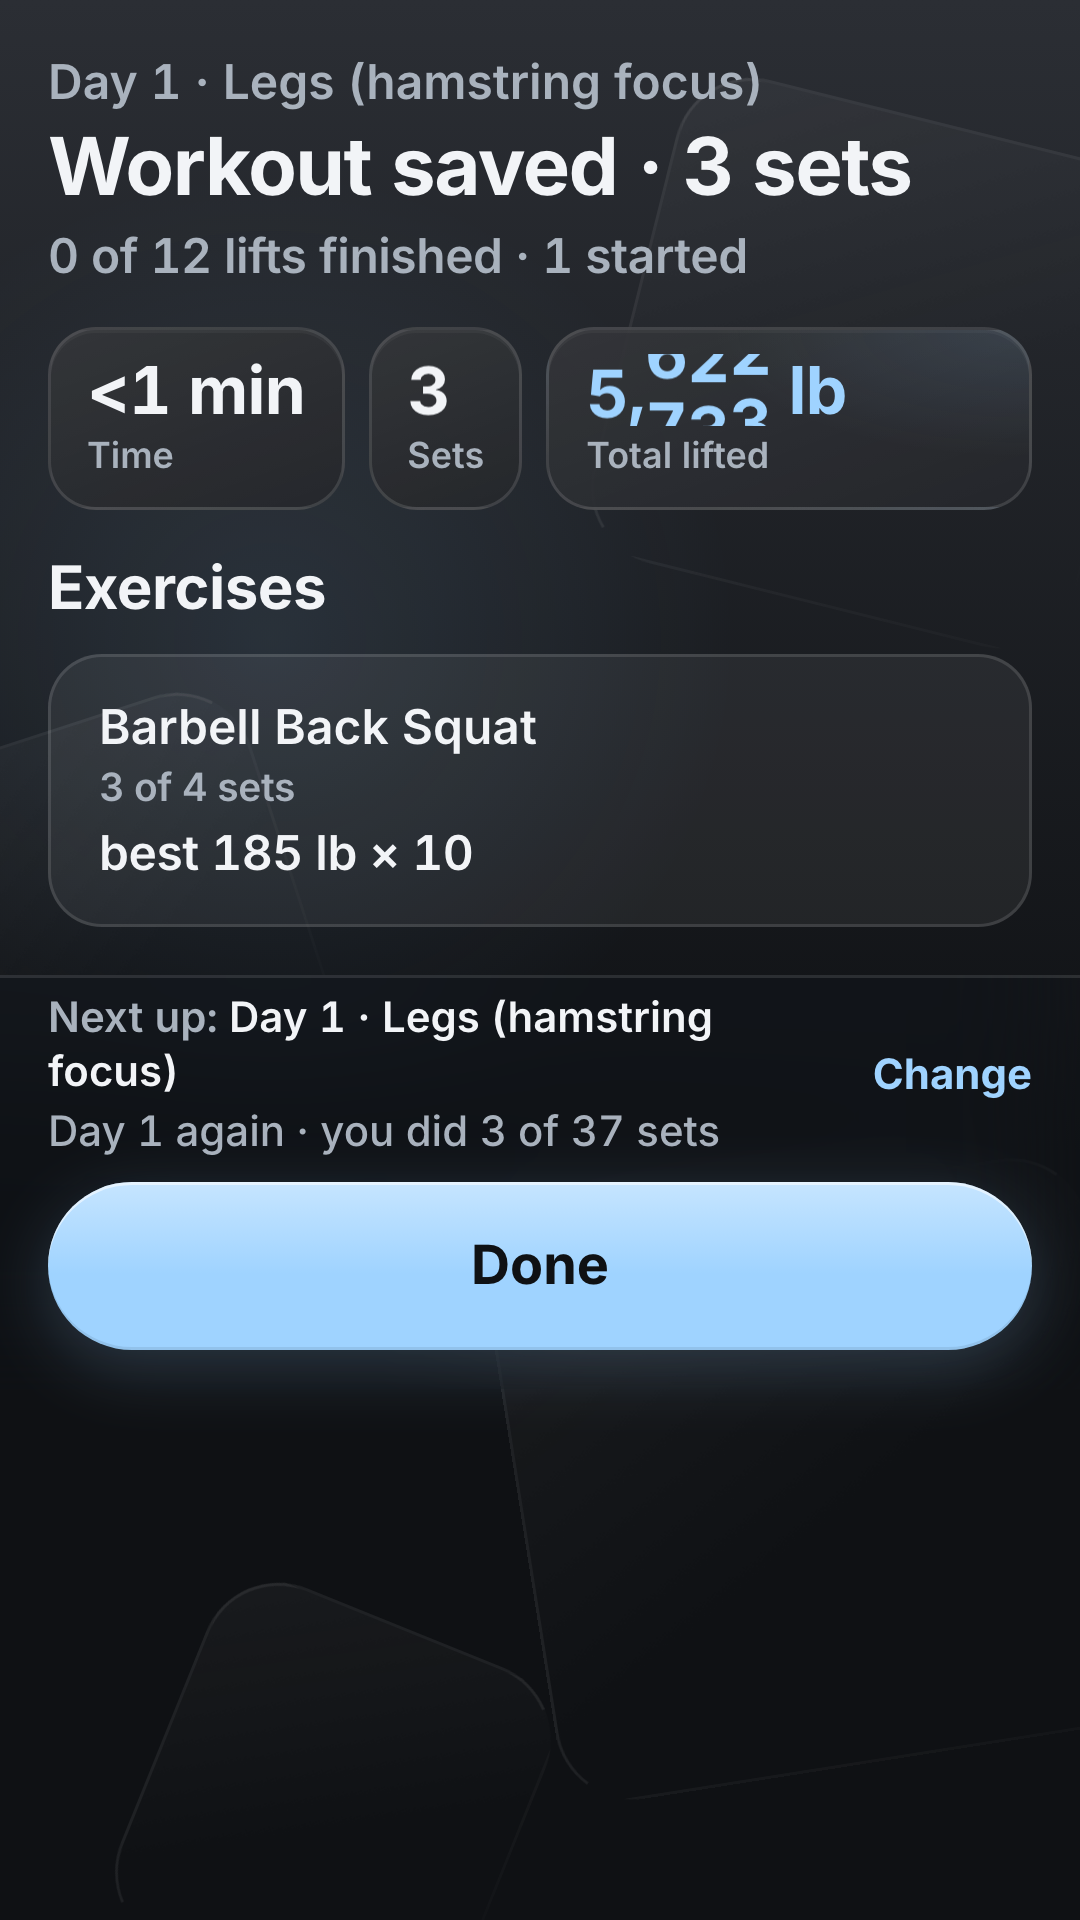 Day 1 · Legs (hamstring focus)
Workout saved · 3 sets
0 of 12 lifts finished · 1 started
<1 min
Time
3
Sets
lb
Total lifted
Exercises
Barbell Back Squat
3 of 4 sets
best 185 lb × 10
Next up: Day 1 · Legs (hamstring
focus)
Change
Day 1 again · you did 3 of 37 sets
Done